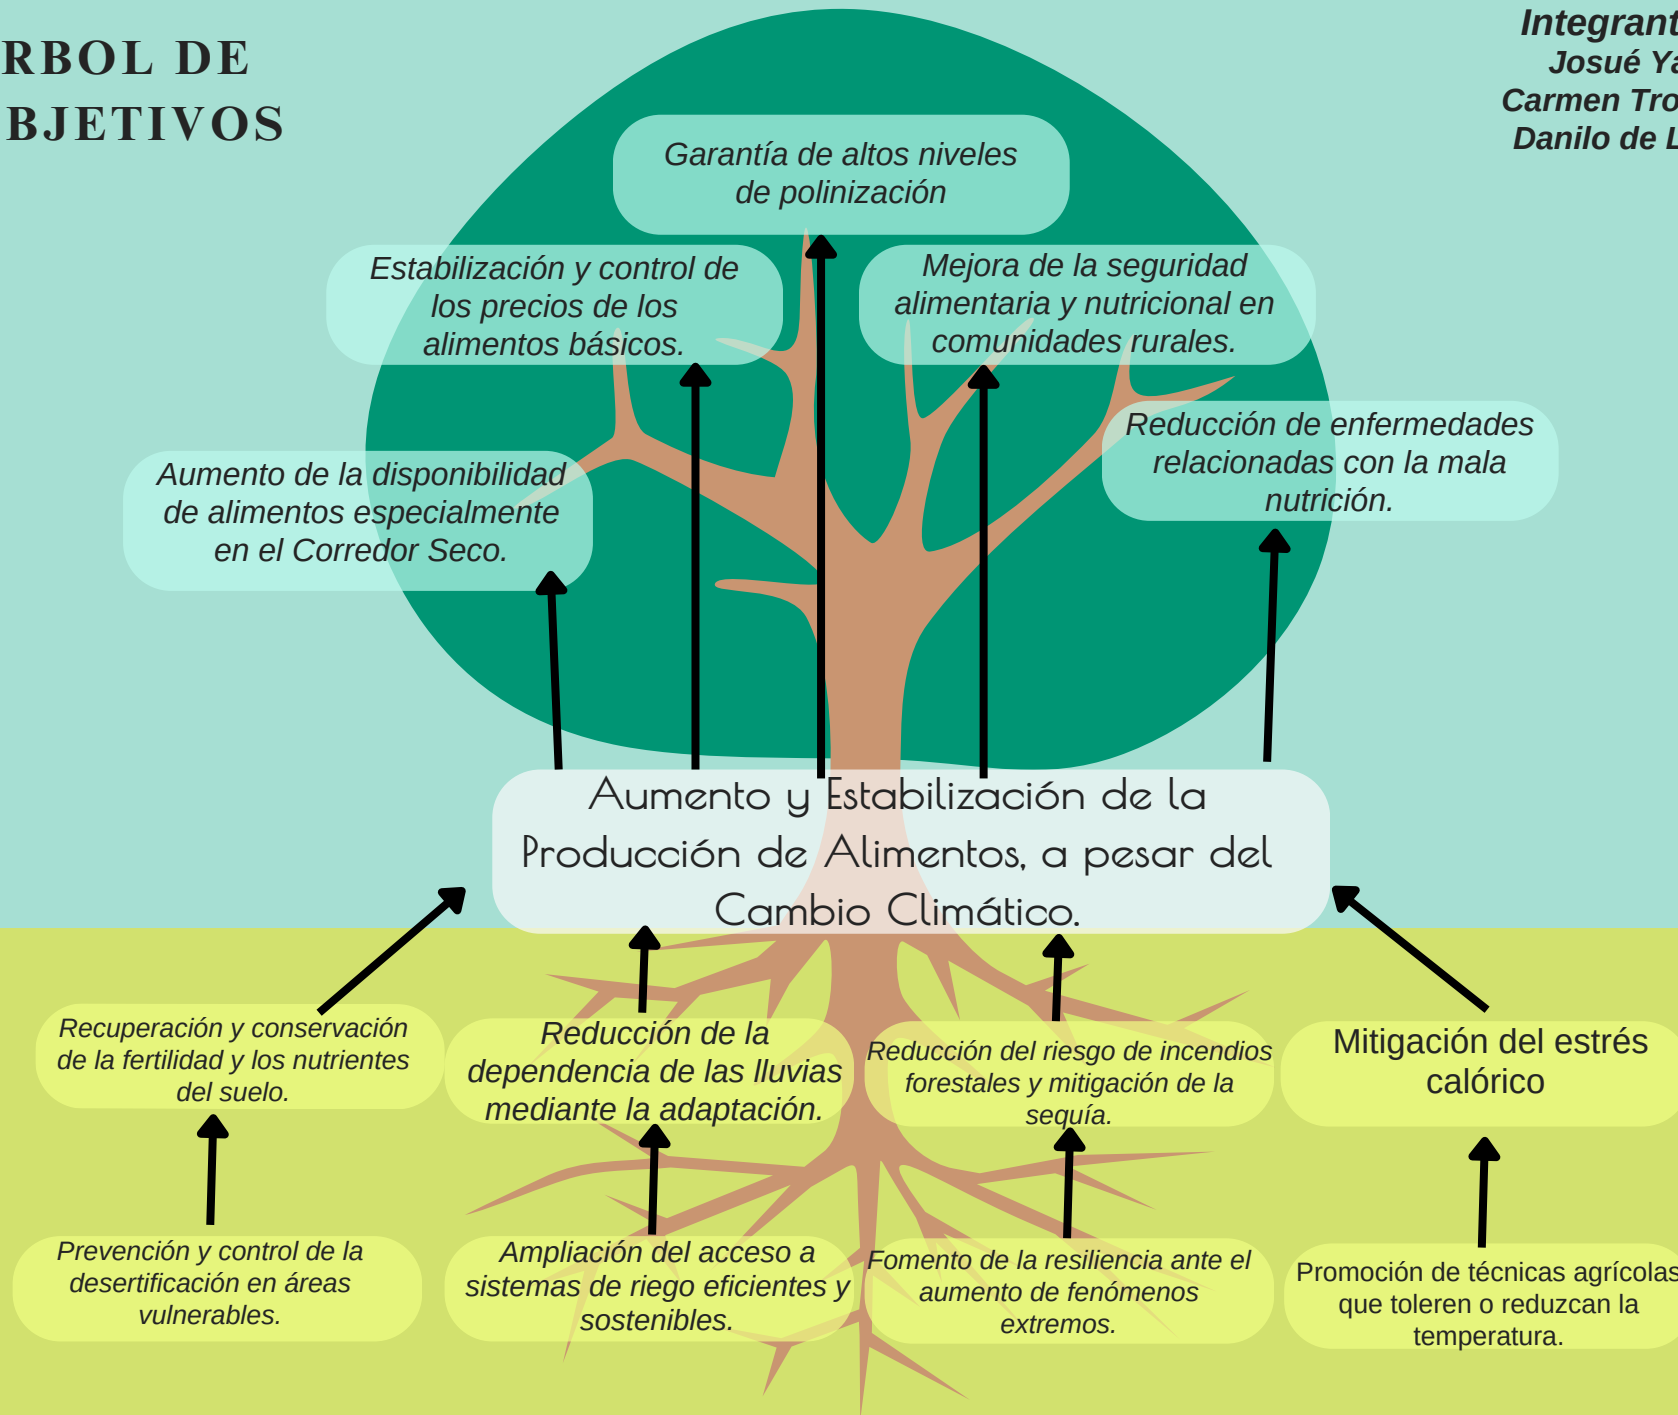 RBOL DE
BJETIVOS
Integrant
Josué Ya
Carmen Tro
Danilo de L
Garantía de altos niveles
de polinización
Estabilización y control de
los precios de los
alimentos básicos.
Mejora de la seguridad
alimentaria y nutricional en
comunidades rurales.
Aumento de la disponibilidad
de alimentos especialmente
en el Corredor Seco.
Reducción de enfermedades
relacionadas con la mala
nutrición.
Aumento y Estabilización de la
Producción de Alimentos, a pesar del
Cambio Climático.
Recuperación y conservación
de la fertilidad y los nutrientes
del suelo.
Reducción de la
dependencia de las lluvias
mediante la adaptación.
Reducción del riesgo de incendios
forestales y mitigación de la
sequía.
Mitigación del estrés
calórico
Prevención y control de la
desertificación en áreas
vulnerables.
Ampliación del acceso a
sistemas de riego eficientes y
sostenibles.
Fomento de la resiliencia ante el
aumento de fenómenos
extremos.
Promoción de técnicas agrícolas
que toleren o reduzcan la
temperatura.